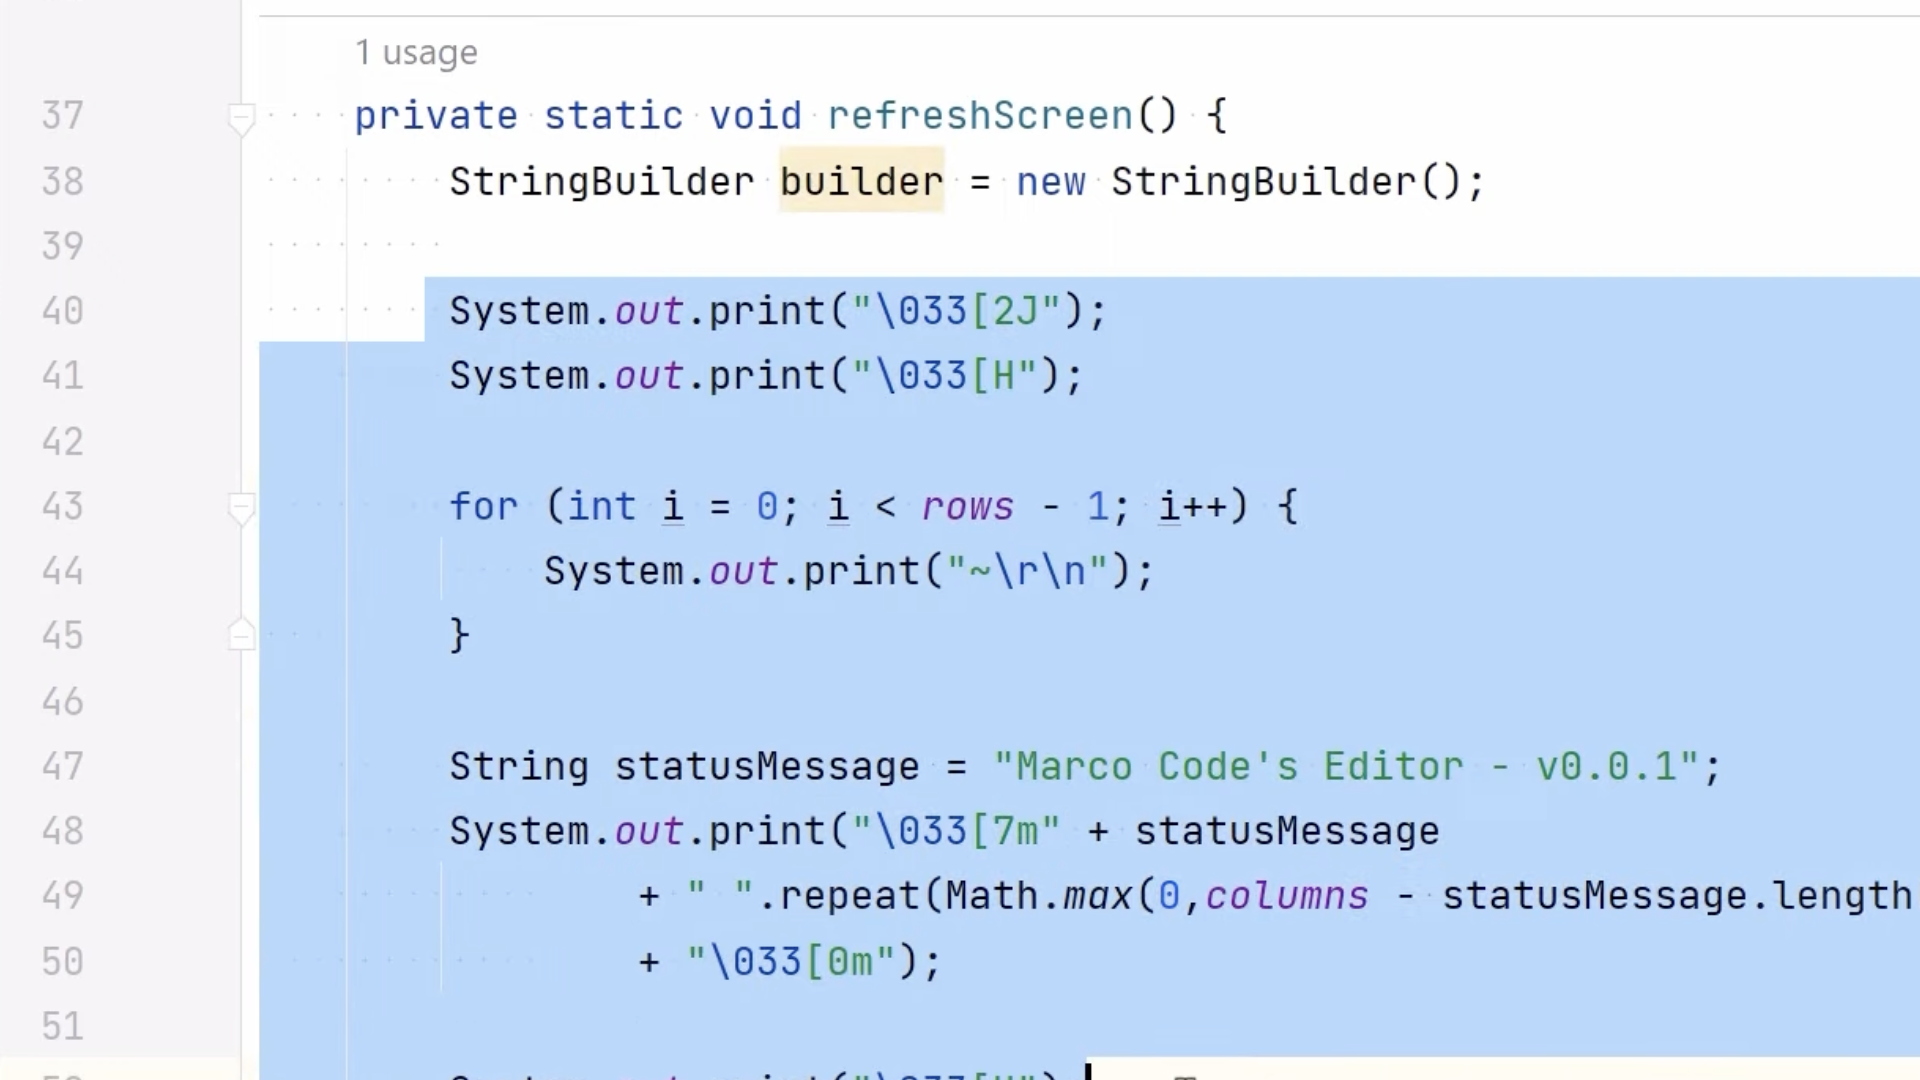 1 usage
37 private static void refreshScreen() {
38 StringBuilder builder = new StringBuilder();
39
40 System.out.print("\033[2J");
41 System.out.print("\033[H");
42
43 for (int i = 0; i < rows - 1; i++) {
44 System.out.print("~\r\n");
45 }
46
47 String statusMessage = "Marco Code's Editor - v0.0.1";
48 System.out.print("\033[7m" + statusMessage
49 + " ".repeat(Math.max(0,columns - statusMessage.length
50 + "\033[0m");
51